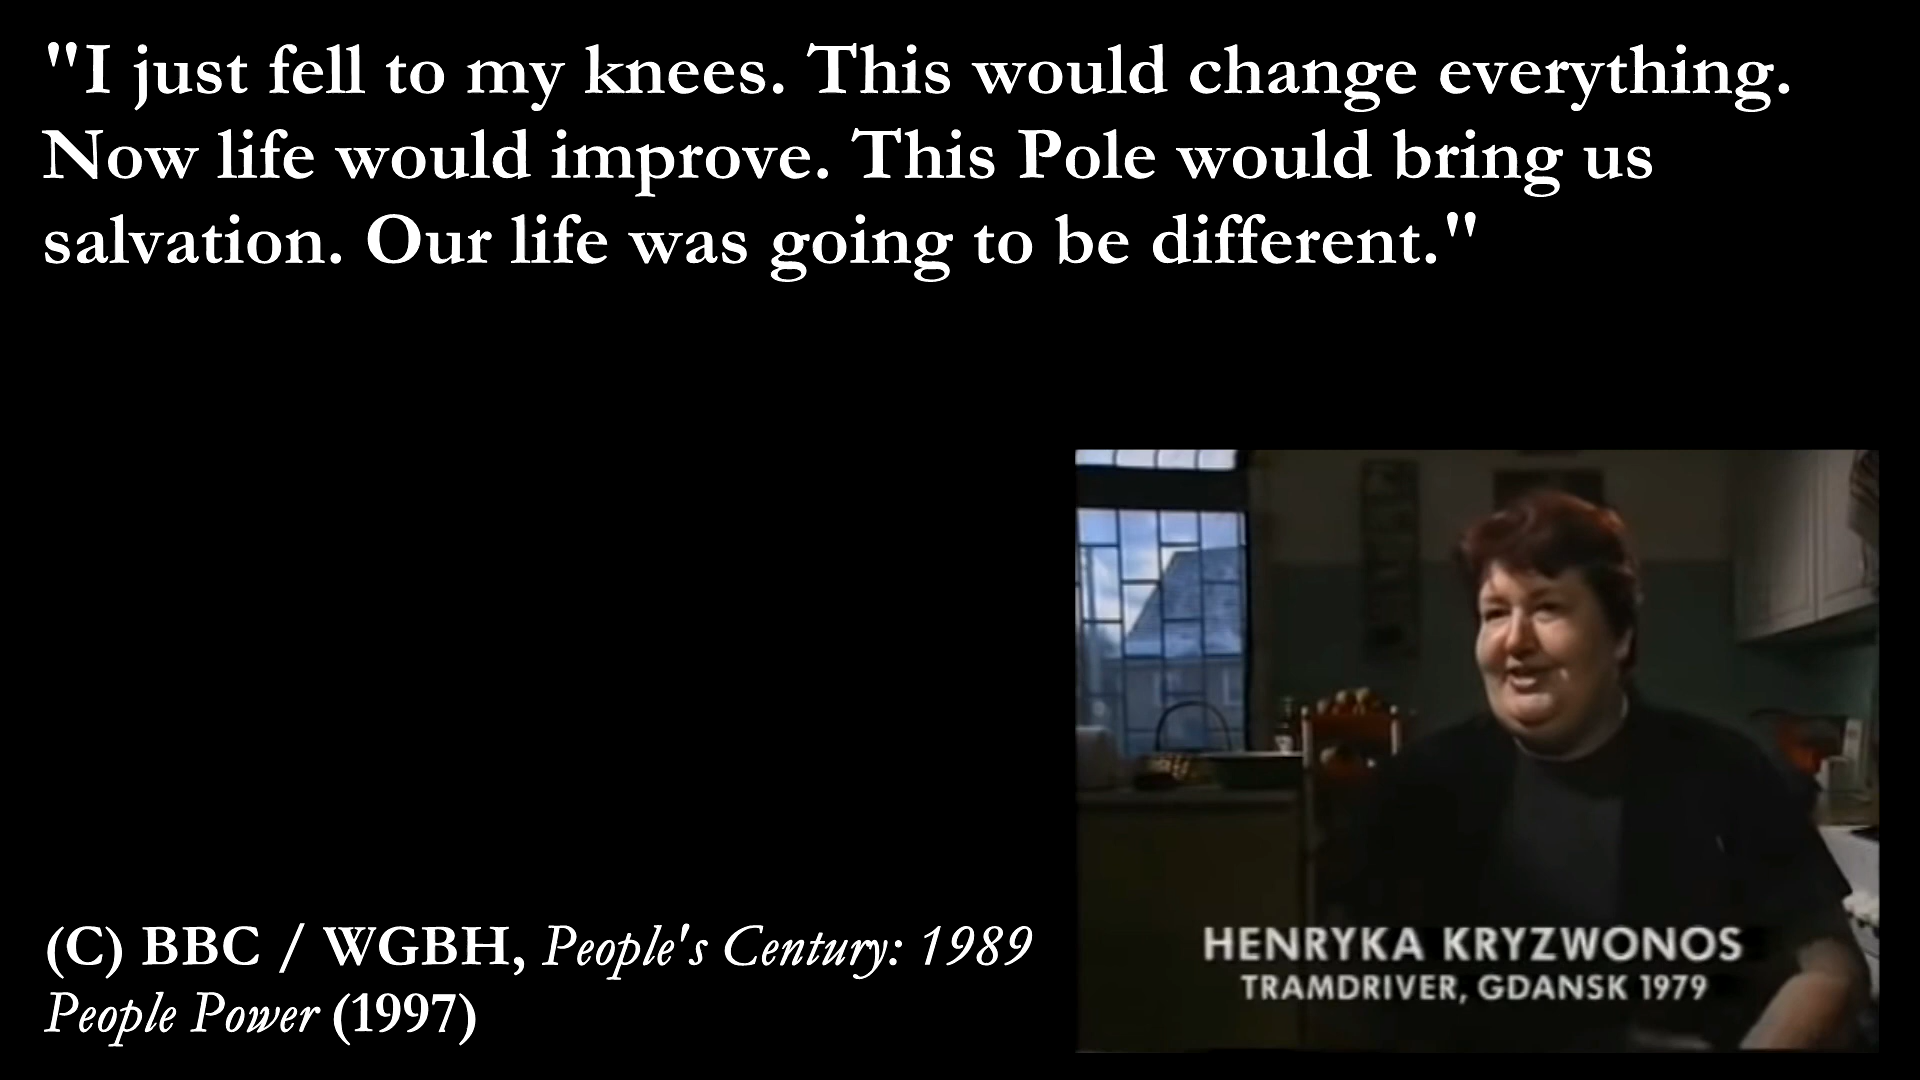 "I just fell to my knees. This would change everything.
Now life would improve. This Pole would bring us
salvation. Our life was going to be different."
(C) BBC / WGBH, People's Century: 1989
People Power (1997)
HENRYKA KRYZWONOS
TRAMDRIVER, GDANSK 1979